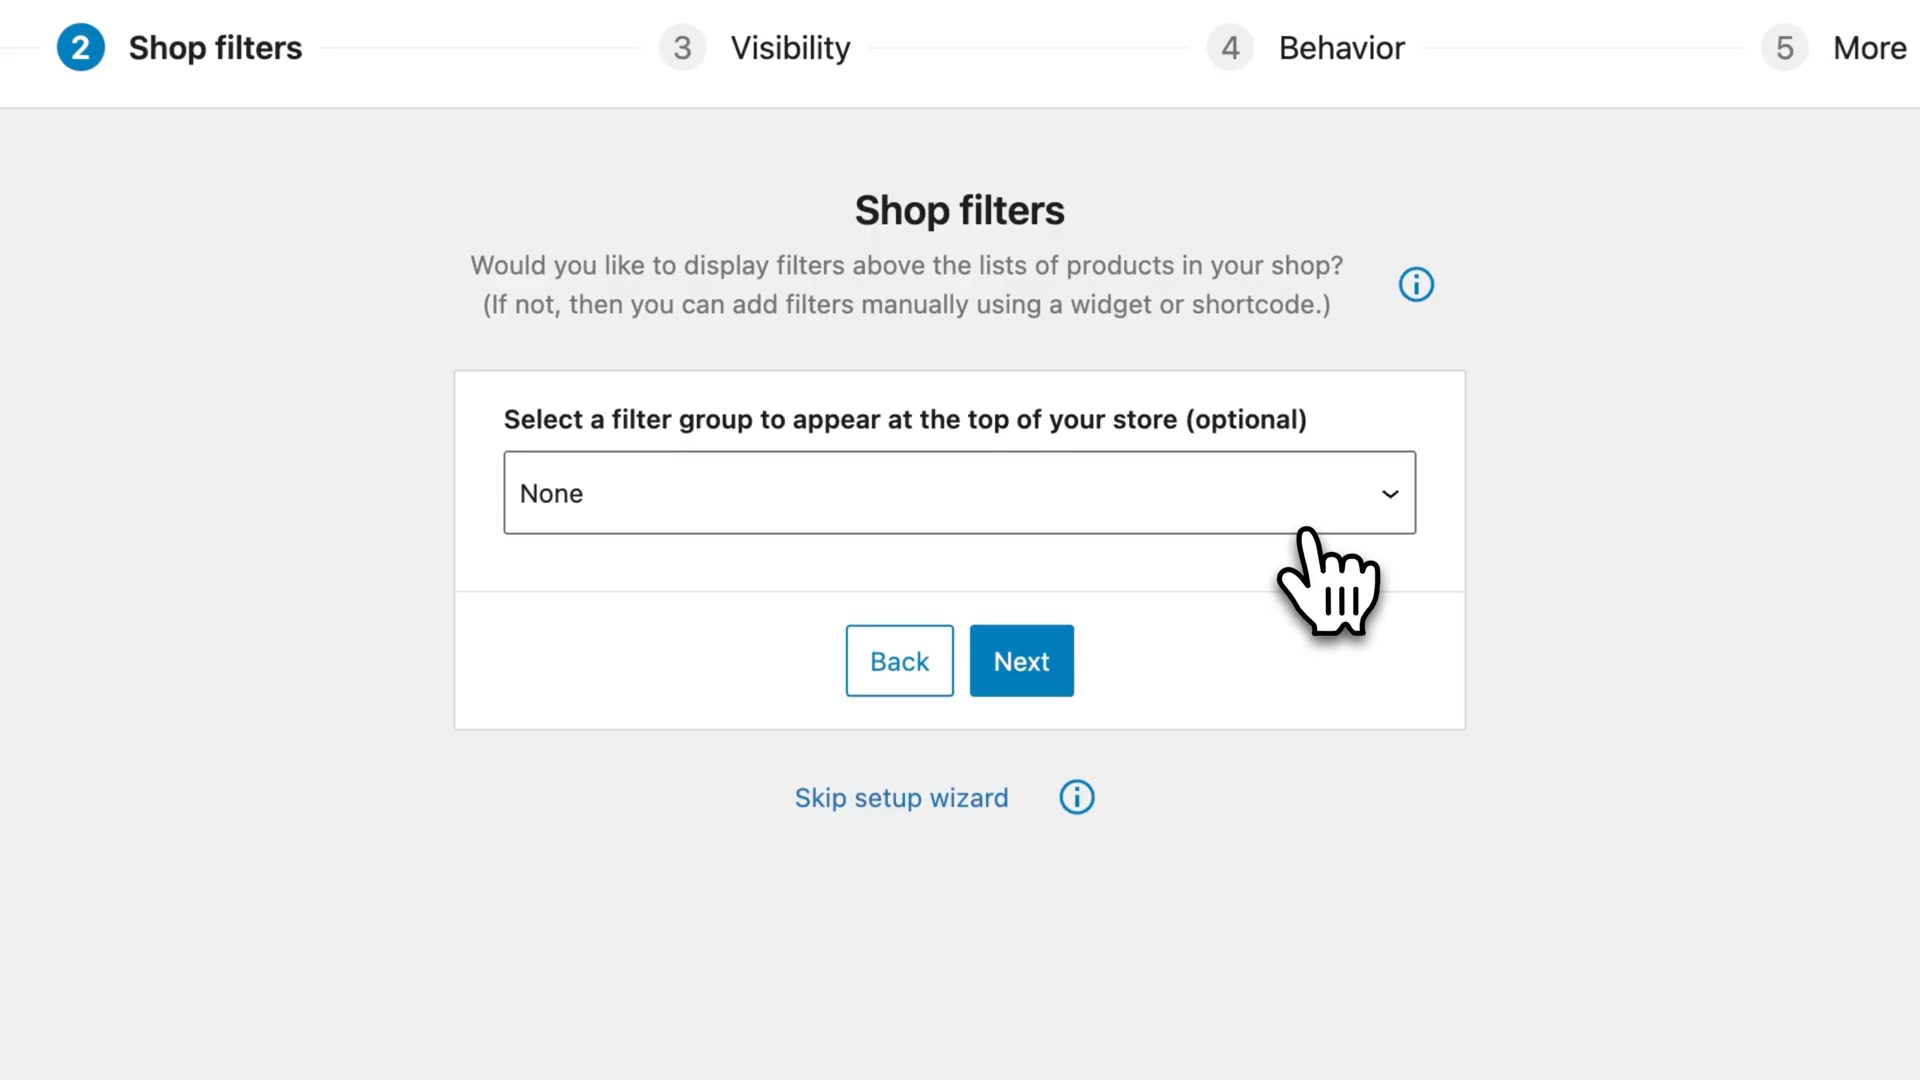 2 Shop filters 3 Visibility 4 Behavior 5 More
Shop filters
Would you like to display filters above the lists of products in your shop?
(If not, then you can add filters manually using a widget or shortcode.)
Select a filter group to appear at the top of your store (optional)
None
Back Next
Skip setup wizard